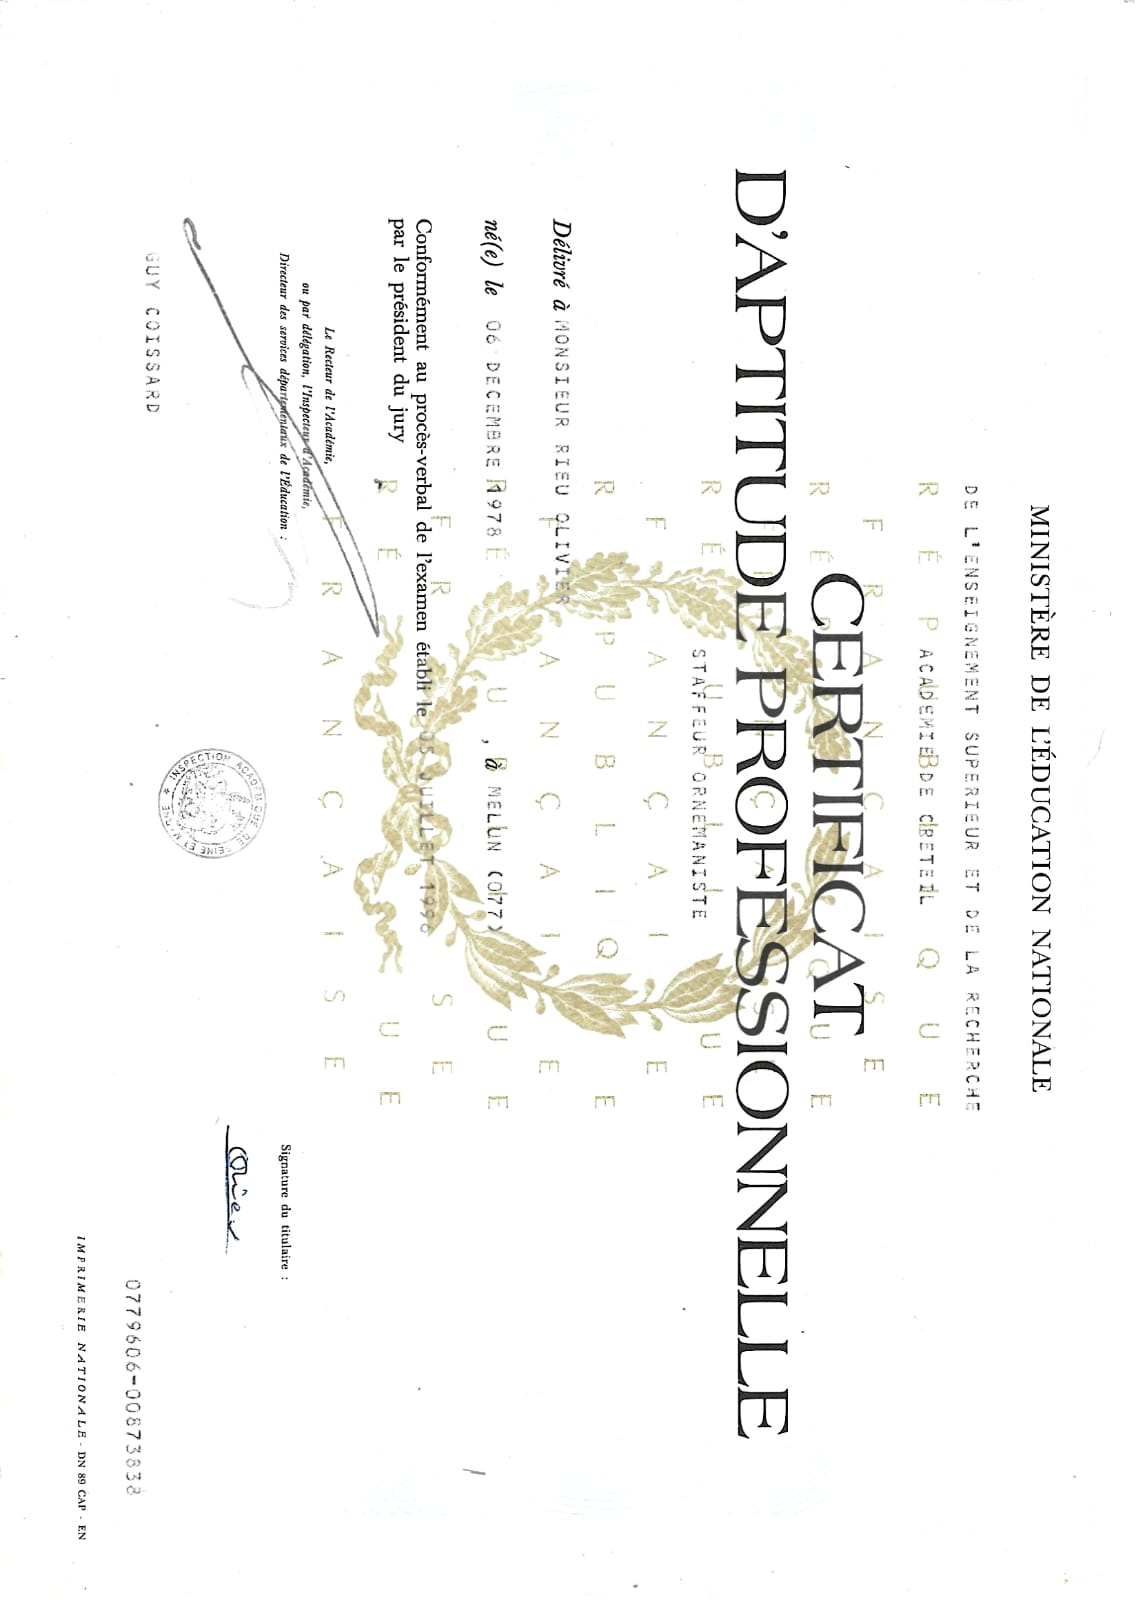 MINISTÈRE DE L'ÉDUCATION NATIONALE
DE L'ENSEIGNEMENT SUPERIEUR ET DE LA RECHERCHE
ACADEMIE DE CRETEIL
RÉPUBLIQUE
FRANÇAISE
CERTIFICAT
D'APTITUDE PROFESSIONNELLE
STAFFEUR ORNEMANISTE
Délivré à MONSIEUR RIEU OLIVIER
né(e) le 06 DECEMBRE 1978 , à MELUN (077)
Conformément au procès-verbal de l'examen établi le 05 JUILLET 1996
par le président du jury
Le Recteur de l'Académie,
ou par délégation, l'Inspecteur d'Académie,
Directeur des services départementaux de l'Éducation :
Signature du titulaire :
INSPECTION ACADÉMIQUE DE SEINE ET MARNE
GUY COISSARD
0779606-00873838
IMPRIMERIE NATIONALE - DN 89 CAP - EN